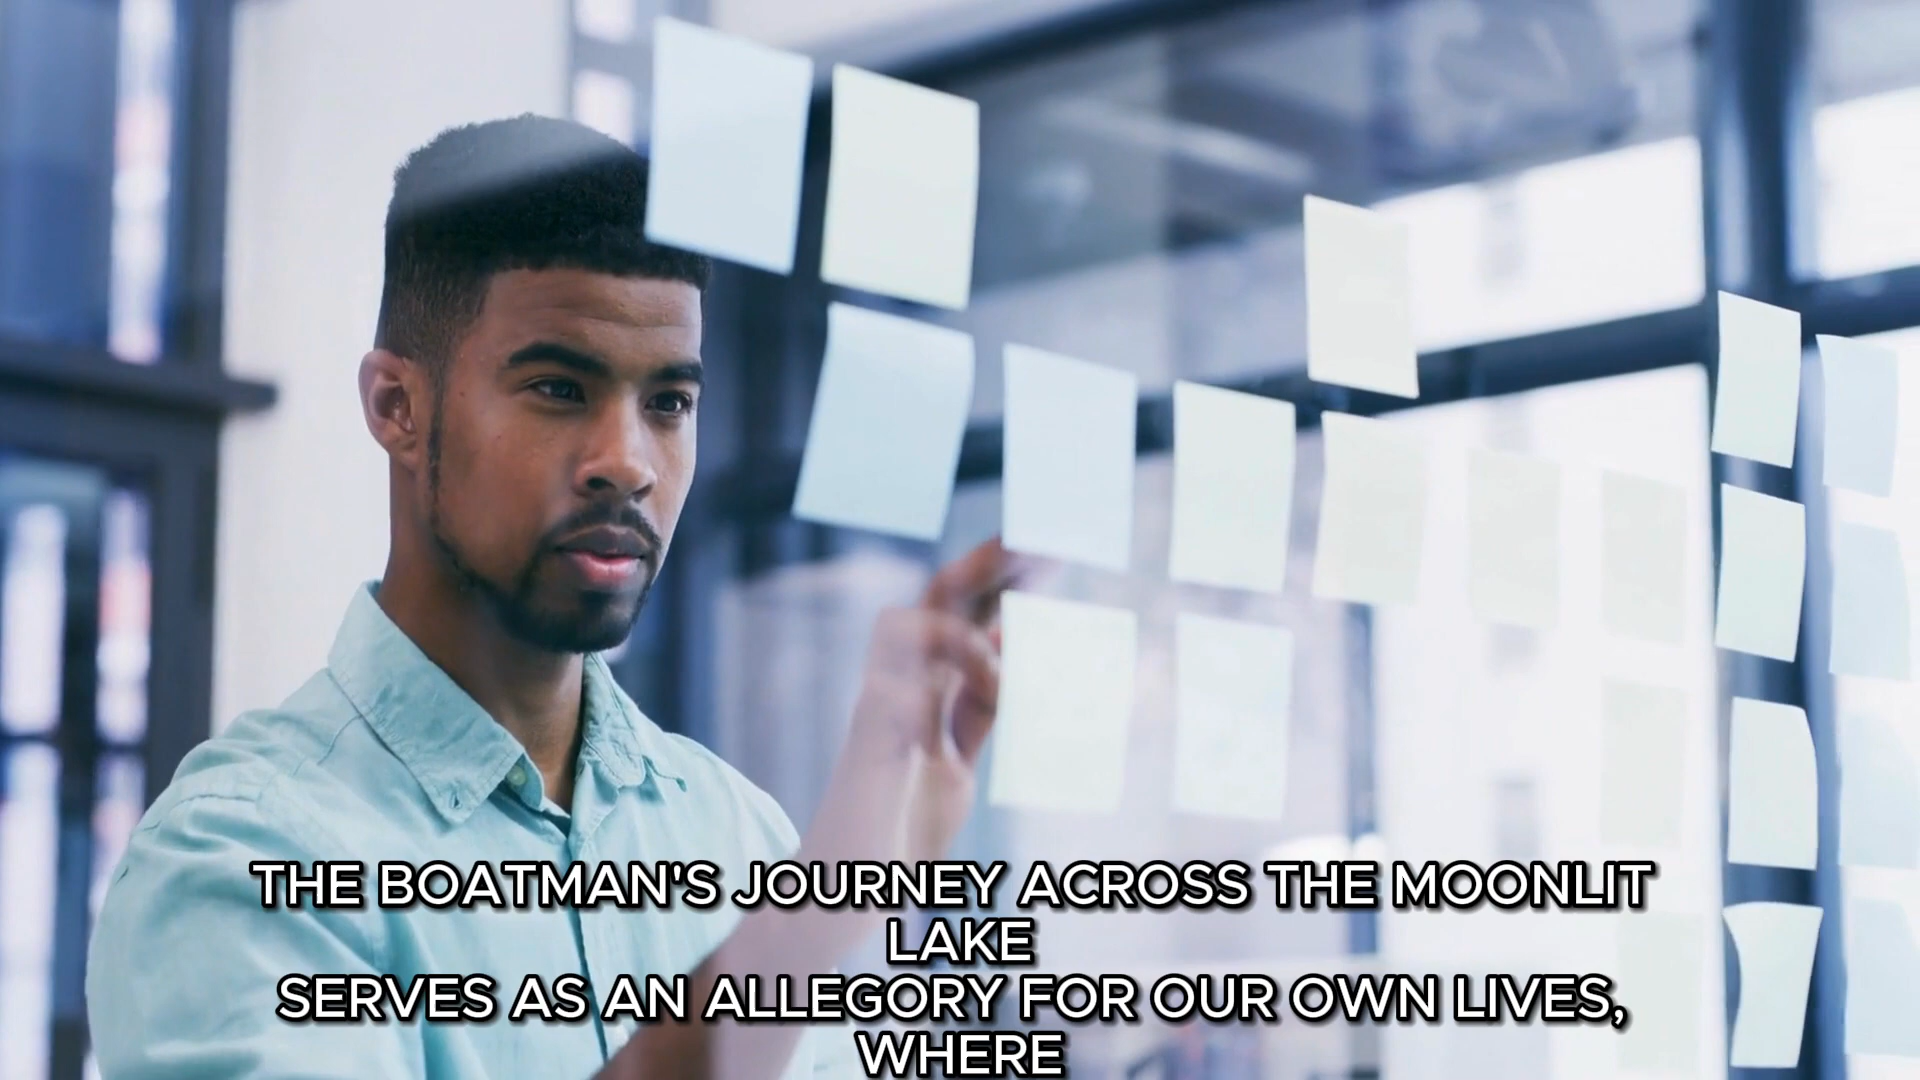 THE BOATMAN'S JOURNEY ACROSS THE MOONLIT
LAKE
SERVES AS AN ALLEGORY FOR OUR OWN LIVES,
WHERE